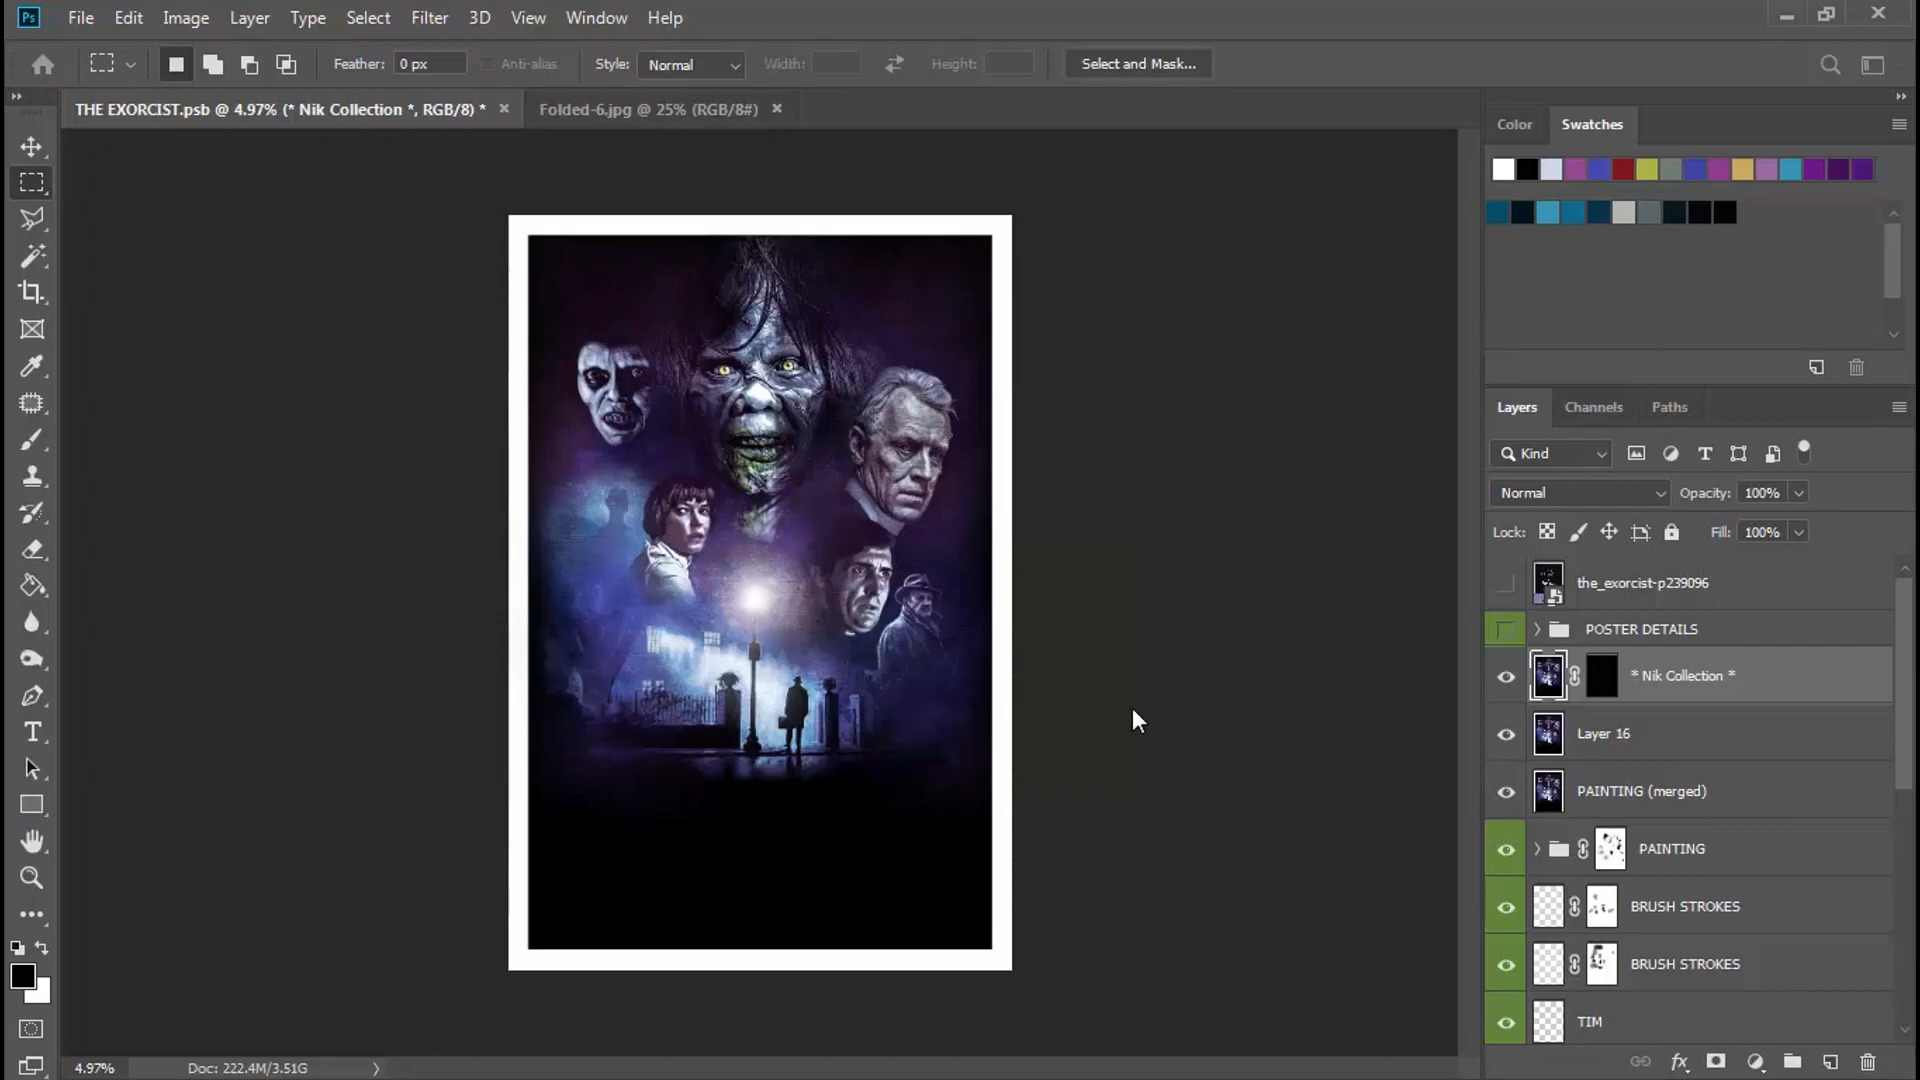 Ps File Edit Image Layer Type Select Filter 3D View Window Help
Feather: 0 px Anti-alias Style: Normal Width: Height: Select and Mask...
THE EXORCIST.psb @ 4.97% (* Nik Collection *, RGB/8) *
Folded-6.jpg @ 25% (RGB/8#)
Color Swatches
Layers Channels Paths
Kind
Normal Opacity: 100%
Lock: Fill: 100%
the_exorcist-p239096
POSTER DETAILS
* Nik Collection *
Layer 16
PAINTING (merged)
PAINTING
BRUSH STROKES
BRUSH STROKES
TIM
4.97% Doc: 222.4M/3.51G
fx